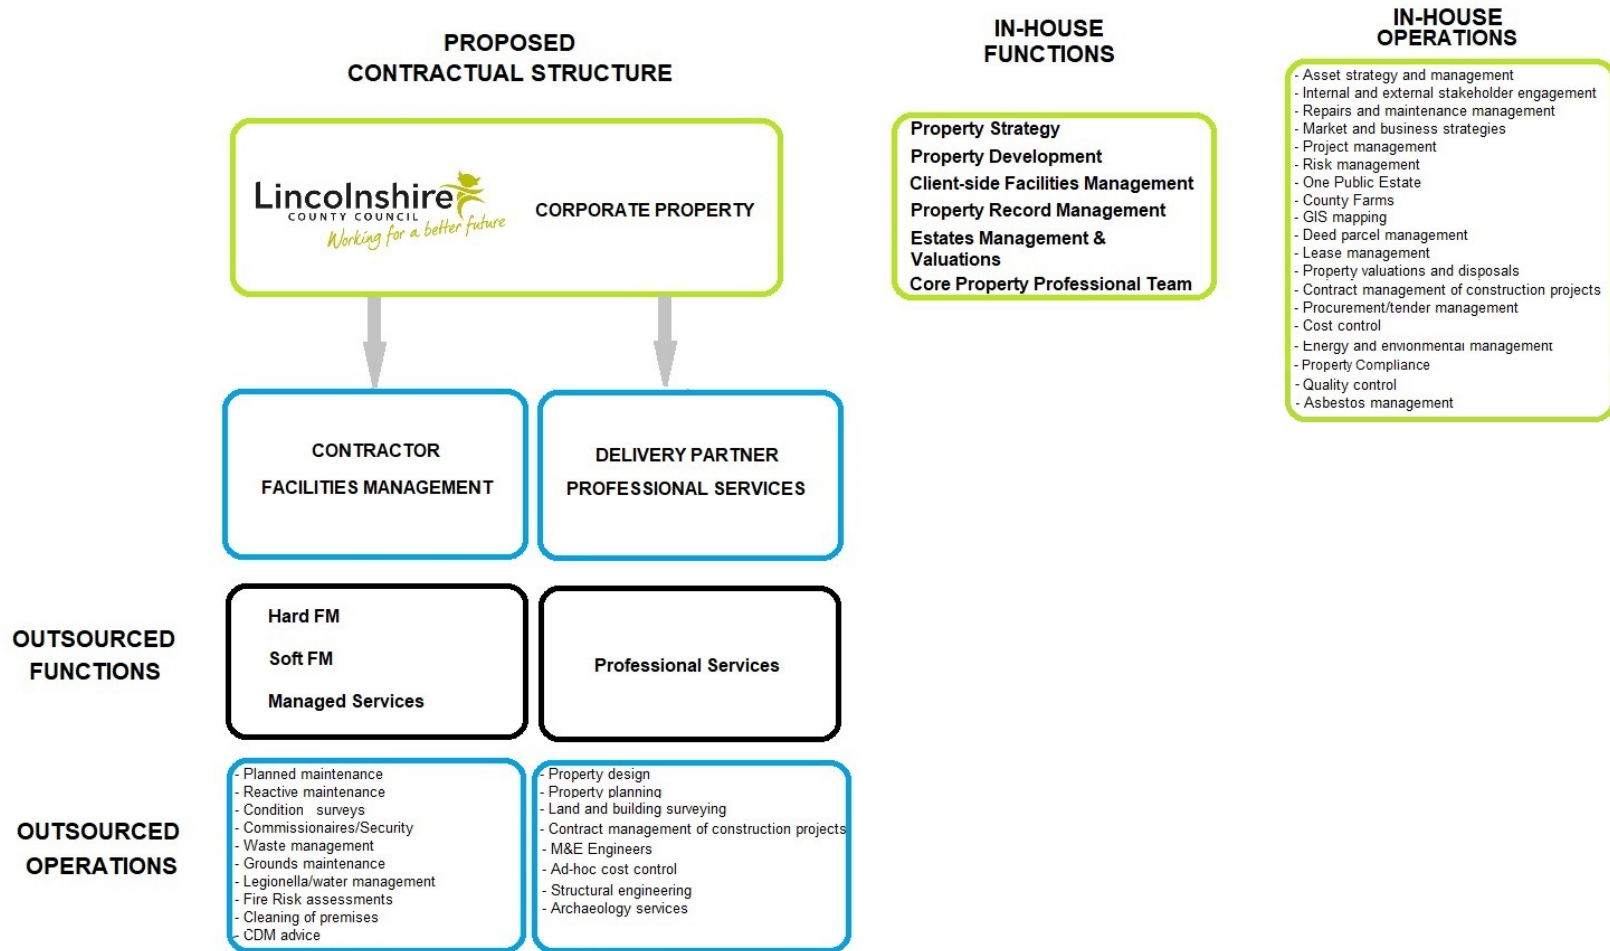 PROPOSED
CONTRACTUAL STRUCTURE
Lincolnshire
COUNTY COUNCIL
Working for a better future
CORPORATE PROPERTY
CONTRACTOR
FACILITIES MANAGEMENT
DELIVERY PARTNER
PROFESSIONAL SERVICES
OUTSOURCED
FUNCTIONS
Hard FM
Soft FM
Managed Services
Professional Services
OUTSOURCED
OPERATIONS
- Planned maintenance
- Reactive maintenance
- Condition surveys
- Commissionaires/Security
- Waste management
- Grounds maintenance
- Legionella/water management
- Fire Risk assessments
- Cleaning of premises
- CDM advice
- Property design
- Property planning
- Land and building surveying
- Contract management of construction projects
- M&E Engineers
- Ad-hoc cost control
- Structural engineering
- Archaeology services
IN-HOUSE
FUNCTIONS
Property Strategy
Property Development
Client-side Facilities Management
Property Record Management
Estates Management &
Valuations
Core Property Professional Team
IN-HOUSE
OPERATIONS
- Asset strategy and management
- Internal and external stakeholder engagement
- Repairs and maintenance management
- Market and business strategies
- Project management
- Risk management
- One Public Estate
- County Farms
- GIS mapping
- Deed parcel management
- Lease management
- Property valuations and disposals
- Contract management of construction projects
- Procurement/tender management
- Cost control
- Energy and envionmental management
- Property Compliance
- Quality control
- Asbestos management